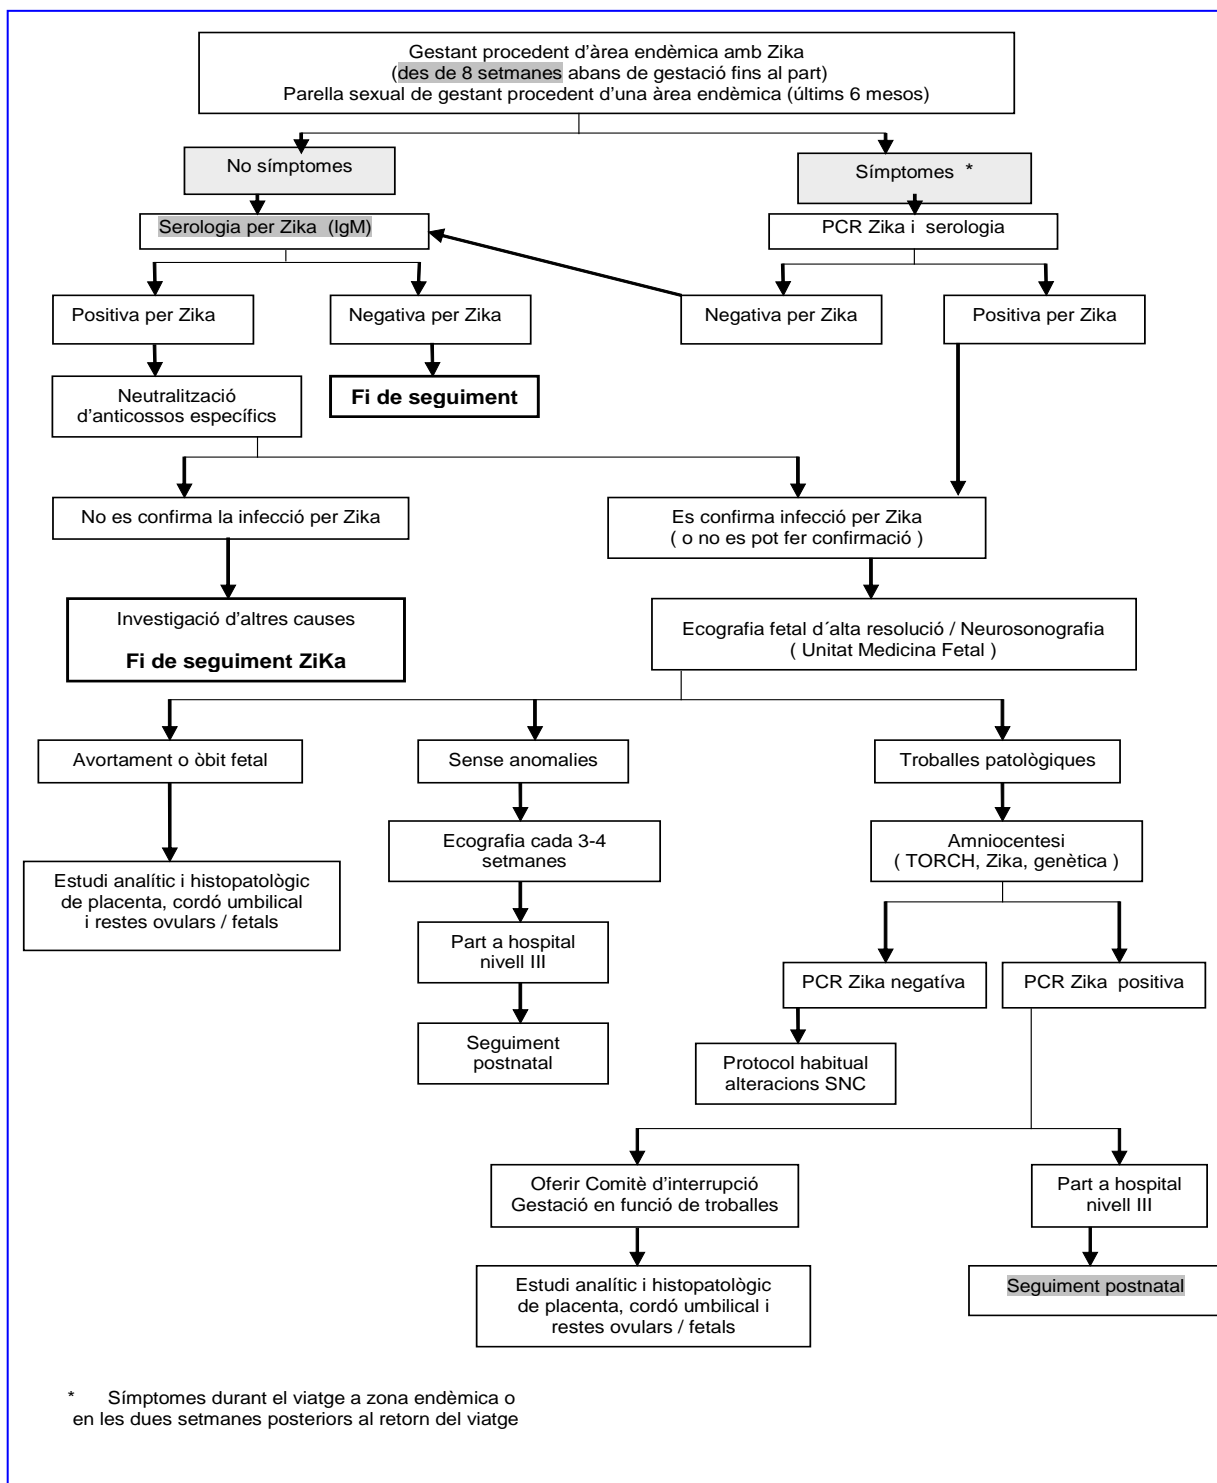 Gestant procedent d'àrea endèmica amb Zika
(des de 8 setmanes abans de gestació fins al part)
Parella sexual de gestant procedent d'una àrea endèmica (últims 6 mesos)
No símptomes
Símptomes *
Serologia per Zika (IgM)
PCR Zika i serologia
Positiva per Zika
Negativa per Zika
Negativa per Zika
Positiva per Zika
Neutralització
d'anticossos específics
Fi de seguiment
No es confirma la infecció per Zika
Es confirma infecció per Zika
( o no es pot fer confirmació )
Investigació d'altres causes
Fi de seguiment ZiKa
Ecografia fetal d´alta resolució / Neurosonografia
( Unitat Medicina Fetal )
Avortament o òbit fetal
Sense anomalies
Troballes patològiques
Ecografia cada 3-4
setmanes
Amniocentesi
( TORCH, Zika, genètica )
Estudi analític i histopatològic
de placenta, cordó umbilical
i restes ovulars / fetals
Part a hospital
nivell III
PCR Zika negatíva
PCR Zika positiva
Seguiment
postnatal
Protocol habitual
alteracions SNC
Oferir Comitè d'interrupció
Gestació en funció de troballes
Part a hospital
nivell III
Estudi analític i histopatològic
de placenta, cordó umbilical i
restes ovulars / fetals
Seguiment postnatal
* Símptomes durant el viatge a zona endèmica o
en les dues setmanes posteriors al retorn del viatge